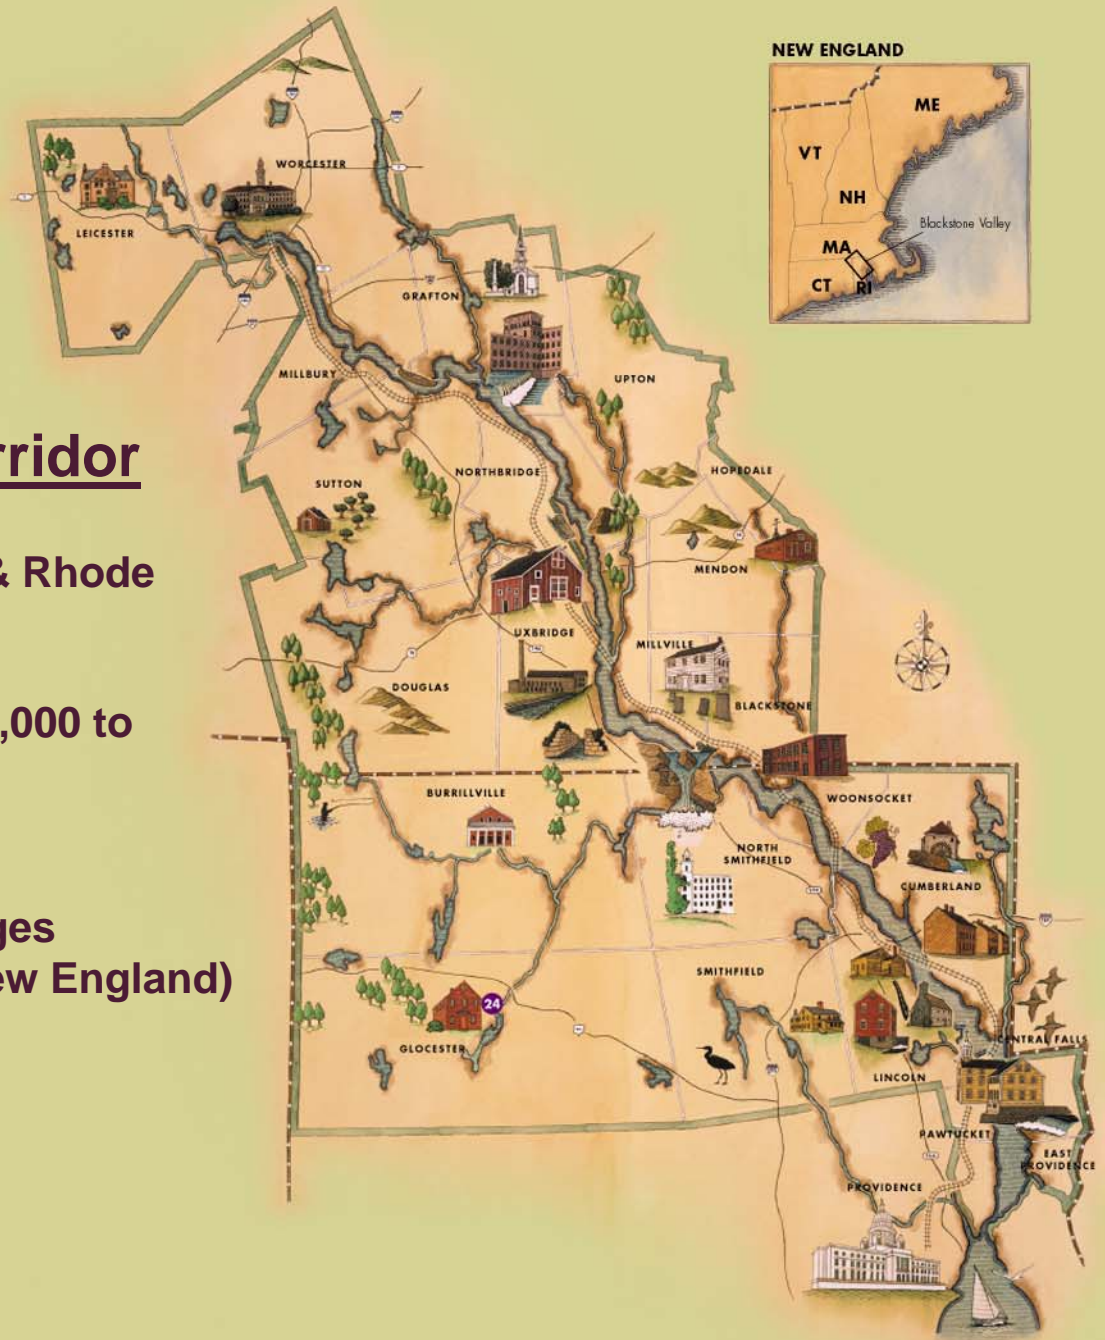 NEW ENGLAND
ME
VT
NH
Blackstone Valley
MA
CT
RI
WORCESTER
LEICESTER
GRAFTON
MILLBURY
UPTON
rridor
NORTHBRIDGE
HOPEDALE
SUTTON
& Rhode
MENDON
UXBRIDGE
MILLVILLE
DOUGLAS
BLACKSTONE
,000 to
BURRILLVILLE
WOONSOCKET
NORTH
SMITHFIELD
CUMBERLAND
ges
ew England)
SMITHFIELD
24
GLOCESTER
CENTRAL FALLS
LINCOLN
PAWTUCKET
EAST
PROVIDENCE
PROVIDENCE